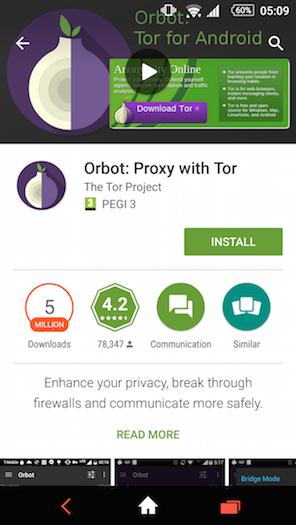 60% 05:09
Orbot:
Tor for Android
Anonymity Online
Download Tor
Tor prevents people from
learning your location or
browsing habits.
Tor is for web browsers,
instant messaging clients,
and more.
Tor is free and open
source for Windows, Mac,
Linux/Unix, and Android
Orbot: Proxy with Tor
The Tor Project
3 PEGI 3
INSTALL
5
MILLION
4.2
Downloads
78,347
Communication
Similar
Enhance your privacy, break through
firewalls and communicate more safely.
READ MORE
Orbot
Orbot
Bridge Mode